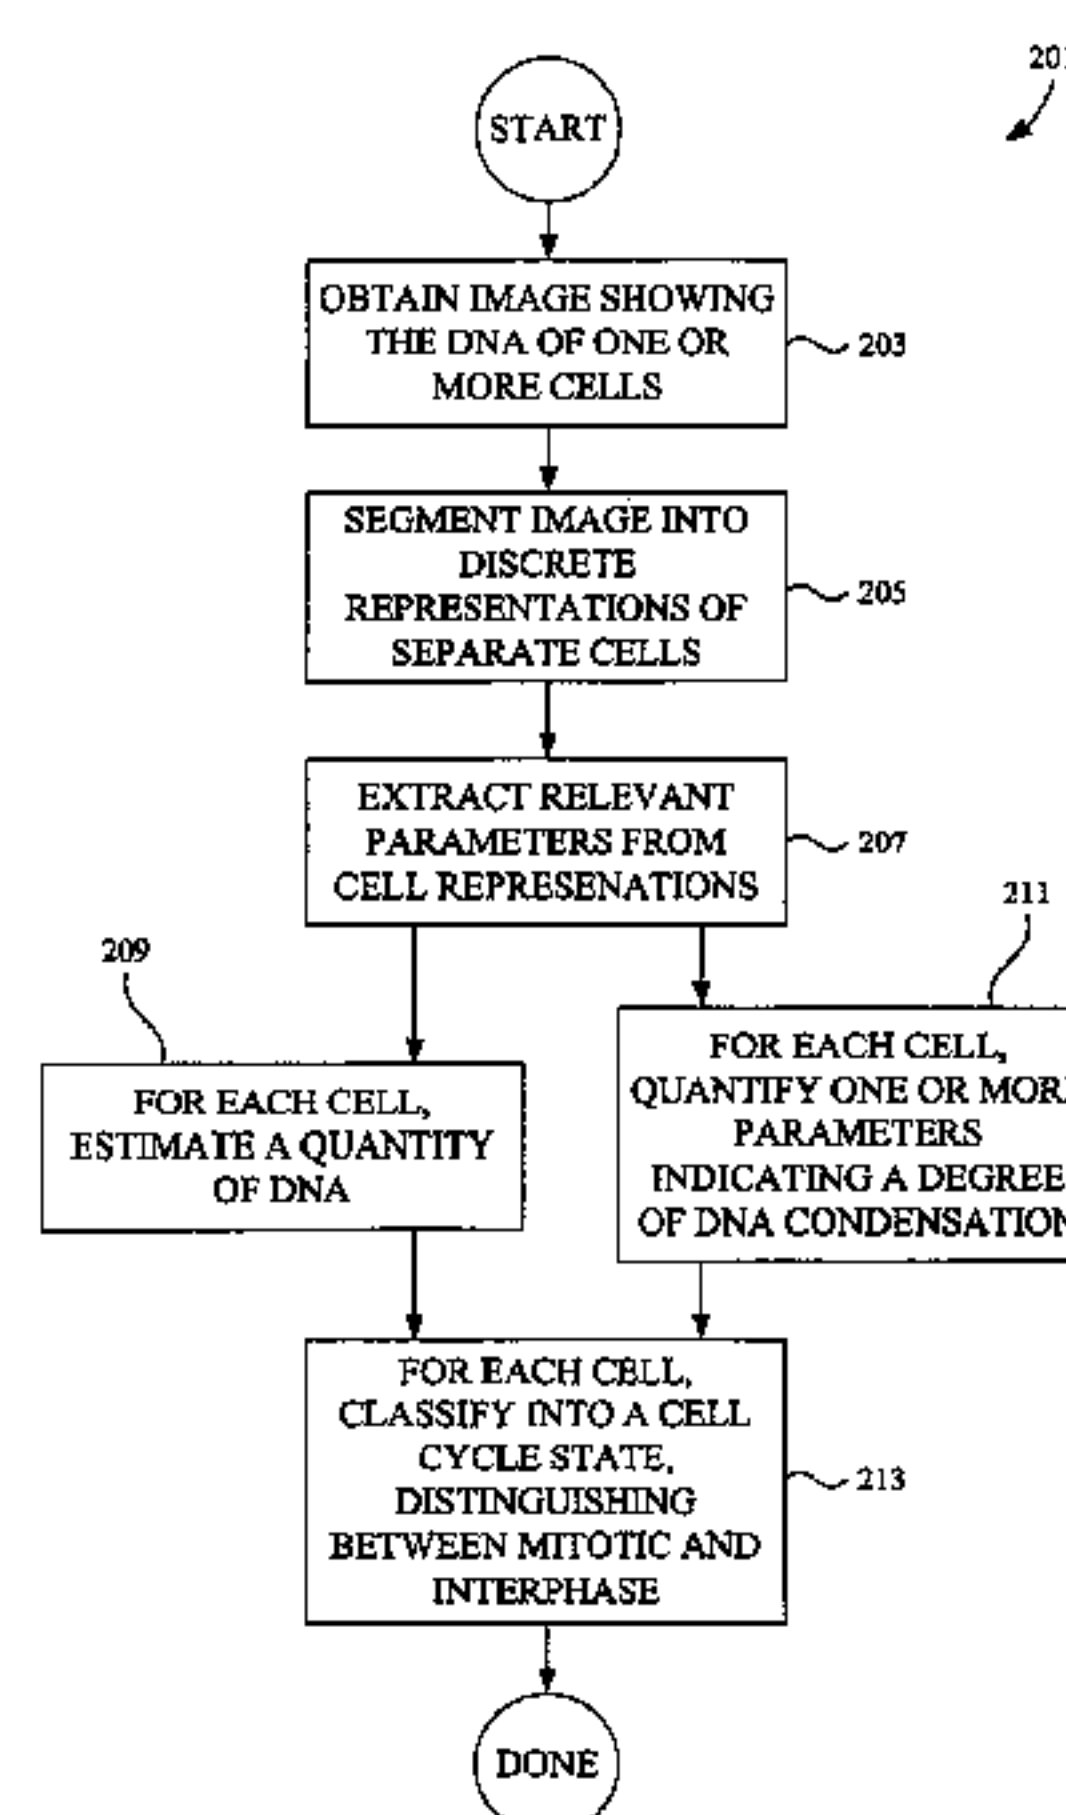 201
START
OBTAIN IMAGE SHOWING
THE DNA OF ONE OR
MORE CELLS
203
SEGMENT IMAGE INTO
DISCRETE
REPRESENTATIONS OF
SEPARATE CELLS
205
EXTRACT RELEVANT
PARAMETERS FROM
CELL REPRESENATIONS
207
209
211
FOR EACH CELL,
ESTIMATE A QUANTITY
OF DNA
FOR EACH CELL,
QUANTIFY ONE OR MORE
PARAMETERS
INDICATING A DEGREE
OF DNA CONDENSATION
FOR EACH CELL,
CLASSIFY INTO A CELL
CYCLE STATE,
DISTINGUISHING
BETWEEN MITOTIC AND
INTERPHASE
213
DONE